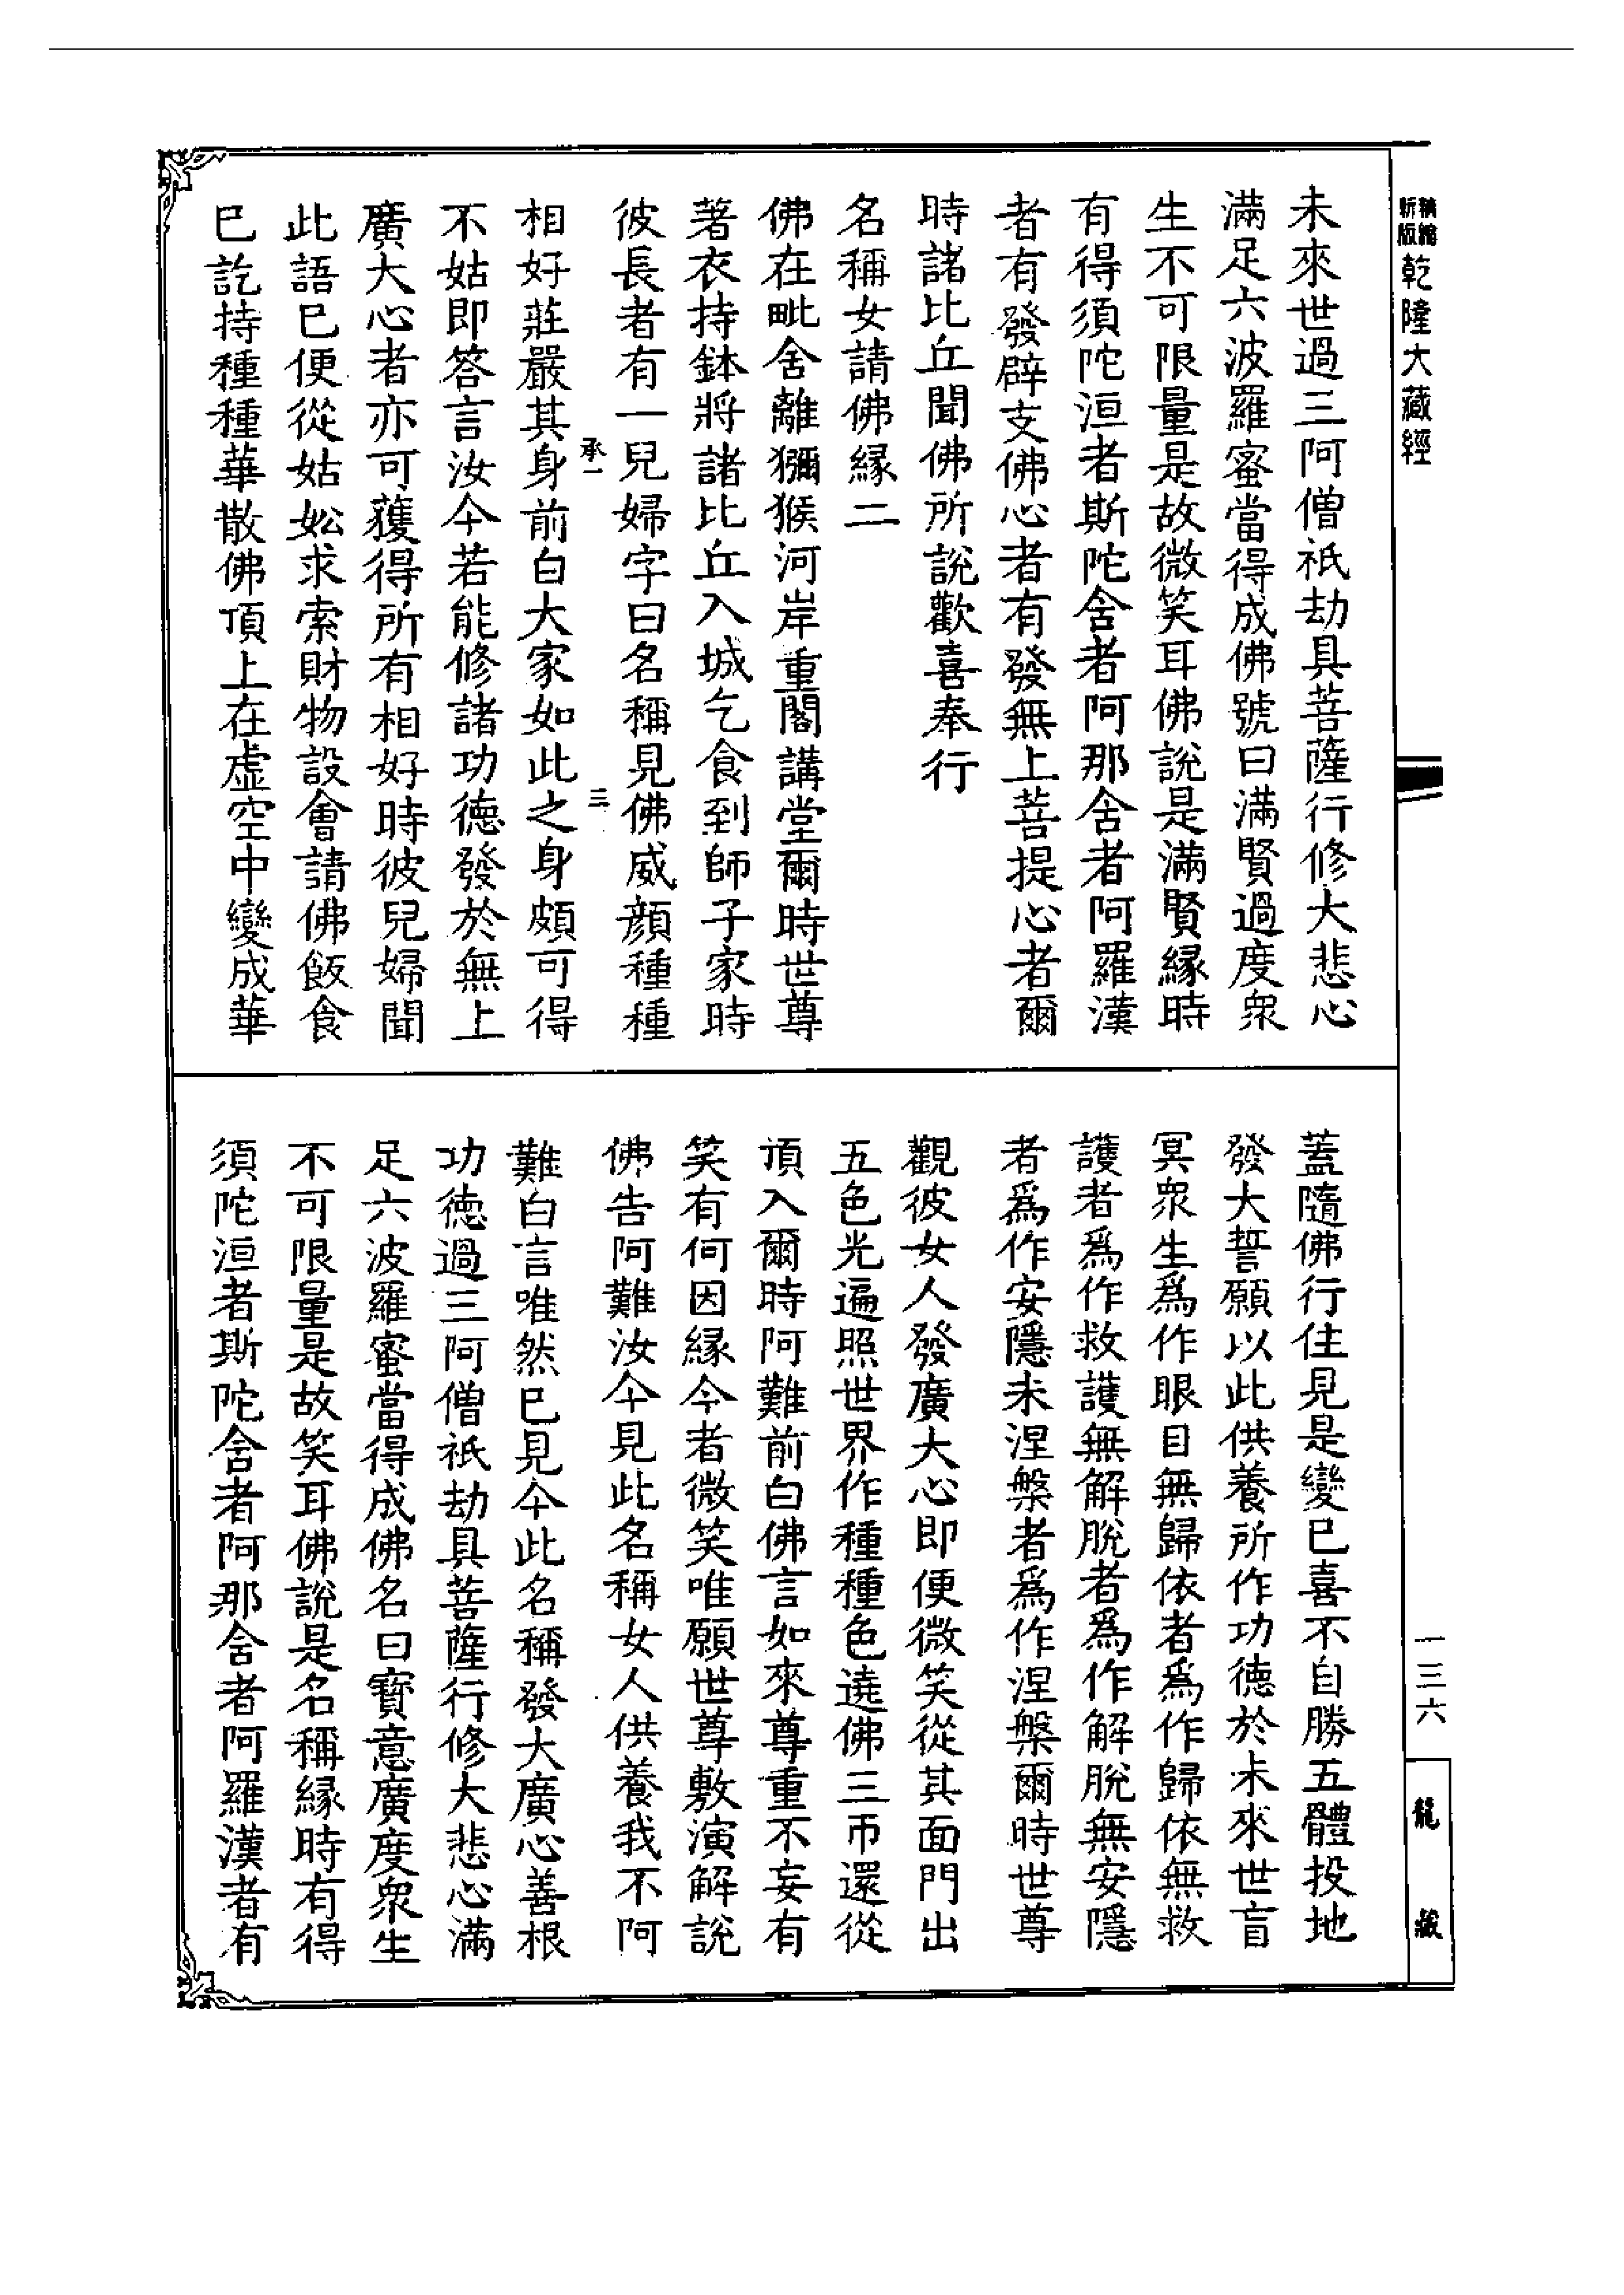 精縮新版乾隆大藏經
未來世過三阿僧祇劫具菩薩行修大悲心
滿足六波羅蜜當得成佛號曰滿賢過度衆
生不可限量是故微笑耳佛說是滿賢緣時
有得須陀洹者斯陀含者阿那含者阿羅漢
者有發辟支佛心者有發無上菩提心者爾
時諸比丘聞佛所說歡喜奉行
名稱女請佛緣二
佛在毗舍離獼猴河岸重閣講堂爾時世尊
著衣持鉢將諸比丘入城乞食到師子家時
彼長者有一兒婦字曰名稱見佛威顏種種
承一 三
相好莊嚴其身前白大家如此之身頗可得
不姑即答言汝今若能修諸功德發於無上
廣大心者亦可獲得所有相好時彼兒婦聞
此語已便從姑妐求索財物設會請佛飯食
已訖持種種華散佛頂上在虛空中變成華
蓋隨佛行住見是變已喜不自勝五體投地
發大誓願以此供養所作功德於未來世盲
冥衆生爲作眼目無歸依者爲作歸依無救
護者爲作救護無解脫者爲作解脫無安隱
者爲作安隱未涅槃者爲作涅槃爾時世尊
觀彼女人發廣大心即便微笑從其面門出
五色光遍照世界作種種色遶佛三帀還從
頂入爾時阿難前白佛言如來尊重不妄有
笑有何因緣今者微笑唯願世尊敷演解說
佛告阿難汝今見此名稱女人供養我不阿
難白言唯然已見今此名稱發大廣心善根
功德過三阿僧祇劫具菩薩行修大悲心滿
足六波羅蜜當得成佛名曰寶意廣度衆生
不可限量是故笑耳佛說是名稱緣時有得
須陀洹者斯陀含者阿那含者阿羅漢者有
一三六
龍藏